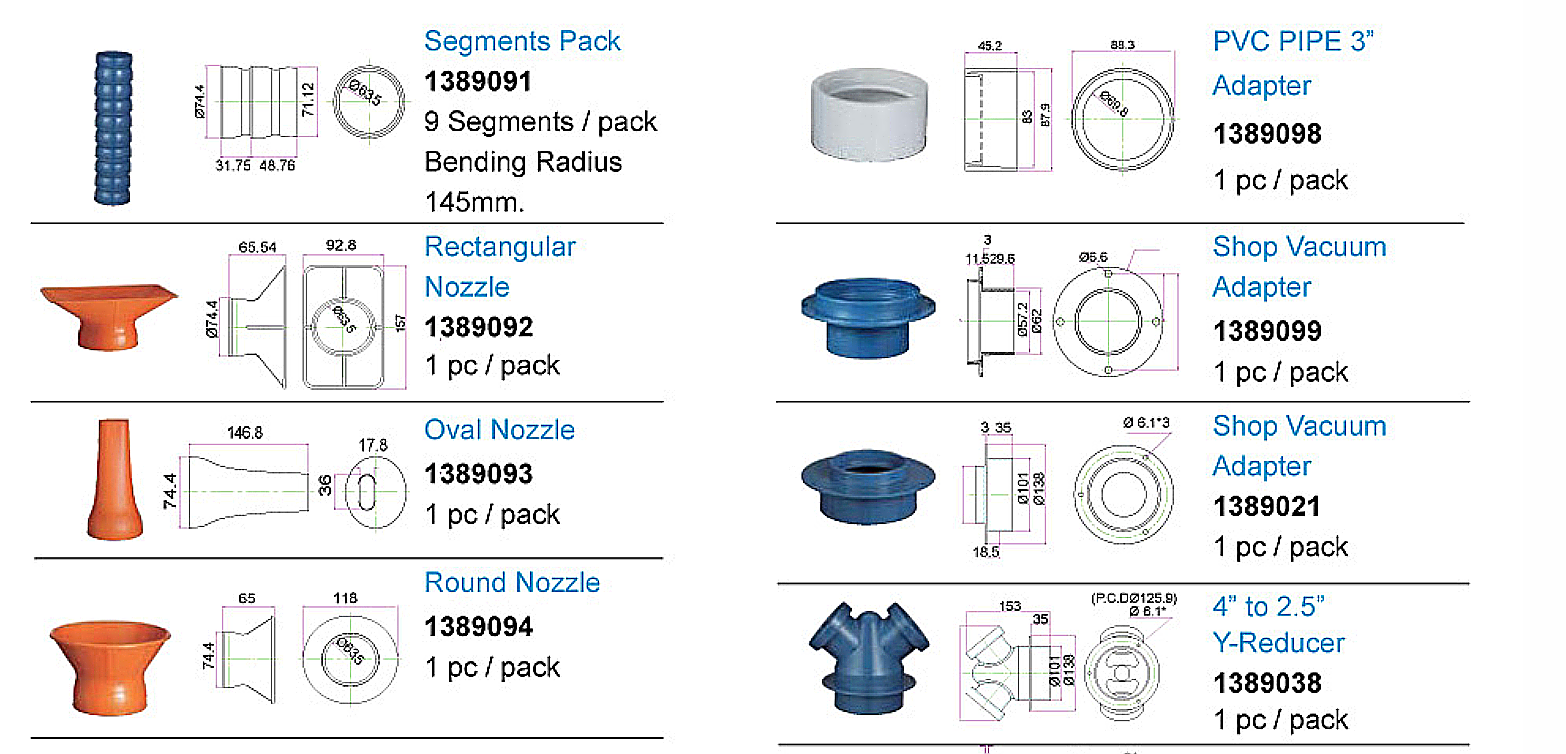 Segments Pack
1389091
9 Segments / pack
Bending Radius
145mm.
Ø74.4
71.12
Ø635
31.75 48.76
Rectangular
Nozzle
1389092
1 pc / pack
65.54
92.8
Ø74.4
Ø63.5
157
Oval Nozzle
1389093
1 pc / pack
146.8
17.8
74.4
36
Round Nozzle
1389094
1 pc / pack
65
118
74.4
Ø635
PVC PIPE 3”
Adapter
1389098
1 pc / pack
45.2
88.3
83
87.9
Ø69.8
Shop Vacuum
Adapter
1389099
1 pc / pack
3
11.529.6
Ø6.6
Ø57.2
Ø62
Shop Vacuum
Adapter
1389021
1 pc / pack
3 35
Ø 6.1*3
Ø101
Ø138
18.5
4” to 2.5”
Y-Reducer
1389038
1 pc / pack
153
35
(P.C.DØ125.9)
Ø 6.1*
Ø101
Ø138